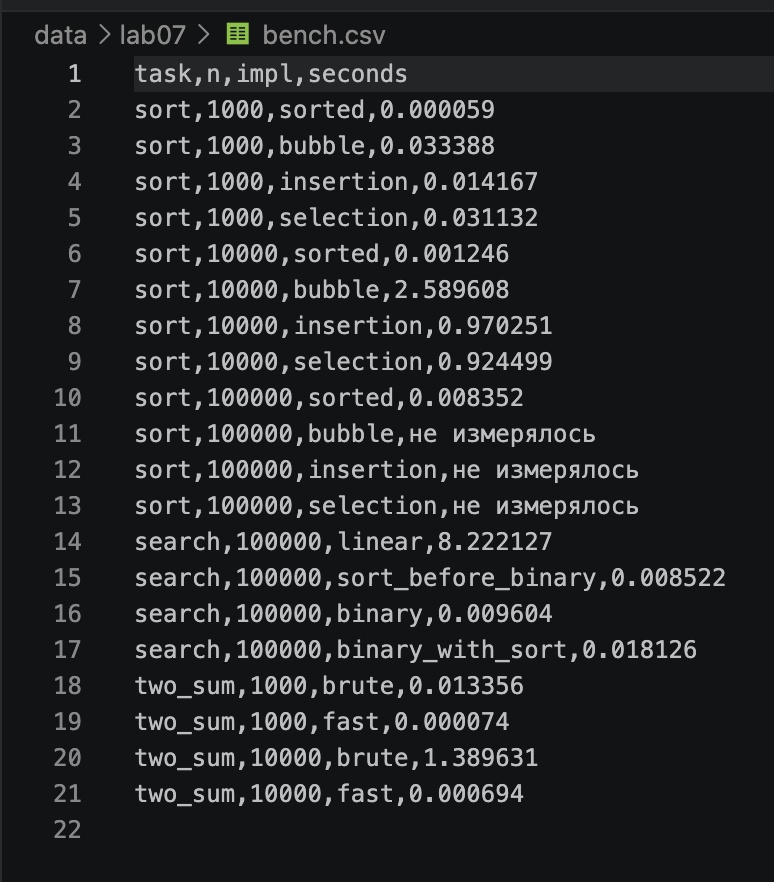 data > lab07 > bench.csv
1 task,n,impl,seconds
2 sort,1000,sorted,0.000059
3 sort,1000,bubble,0.033388
4 sort,1000,insertion,0.014167
5 sort,1000,selection,0.031132
6 sort,10000,sorted,0.001246
7 sort,10000,bubble,2.589608
8 sort,10000,insertion,0.970251
9 sort,10000,selection,0.924499
10 sort,100000,sorted,0.008352
11 sort,100000,bubble,не измерялось
12 sort,100000,insertion,не измерялось
13 sort,100000,selection,не измерялось
14 search,100000,linear,8.222127
15 search,100000,sort_before_binary,0.008522
16 search,100000,binary,0.009604
17 search,100000,binary_with_sort,0.018126
18 two_sum,1000,brute,0.013356
19 two_sum,1000,fast,0.000074
20 two_sum,10000,brute,1.389631
21 two_sum,10000,fast,0.000694
22